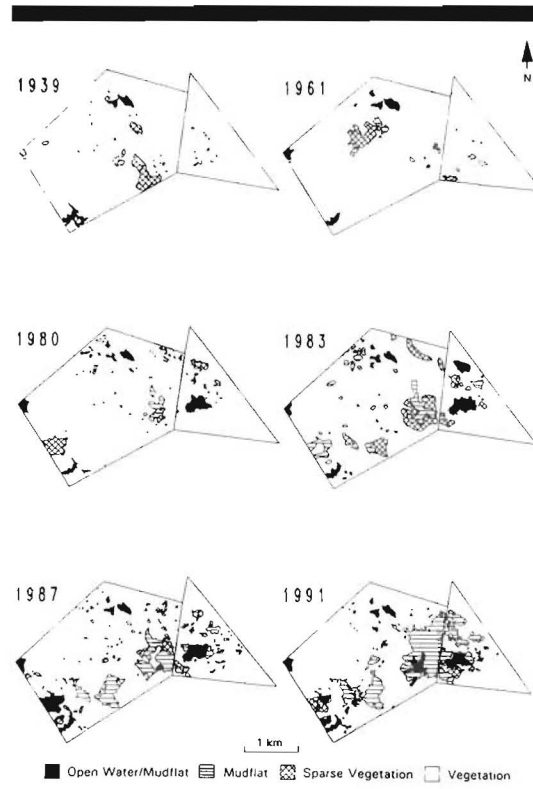 N
1939
1961
1980
1983
1987
1991
1 km
Open Water/Mudflat Mudflat Sparse Vegetation Vegetation